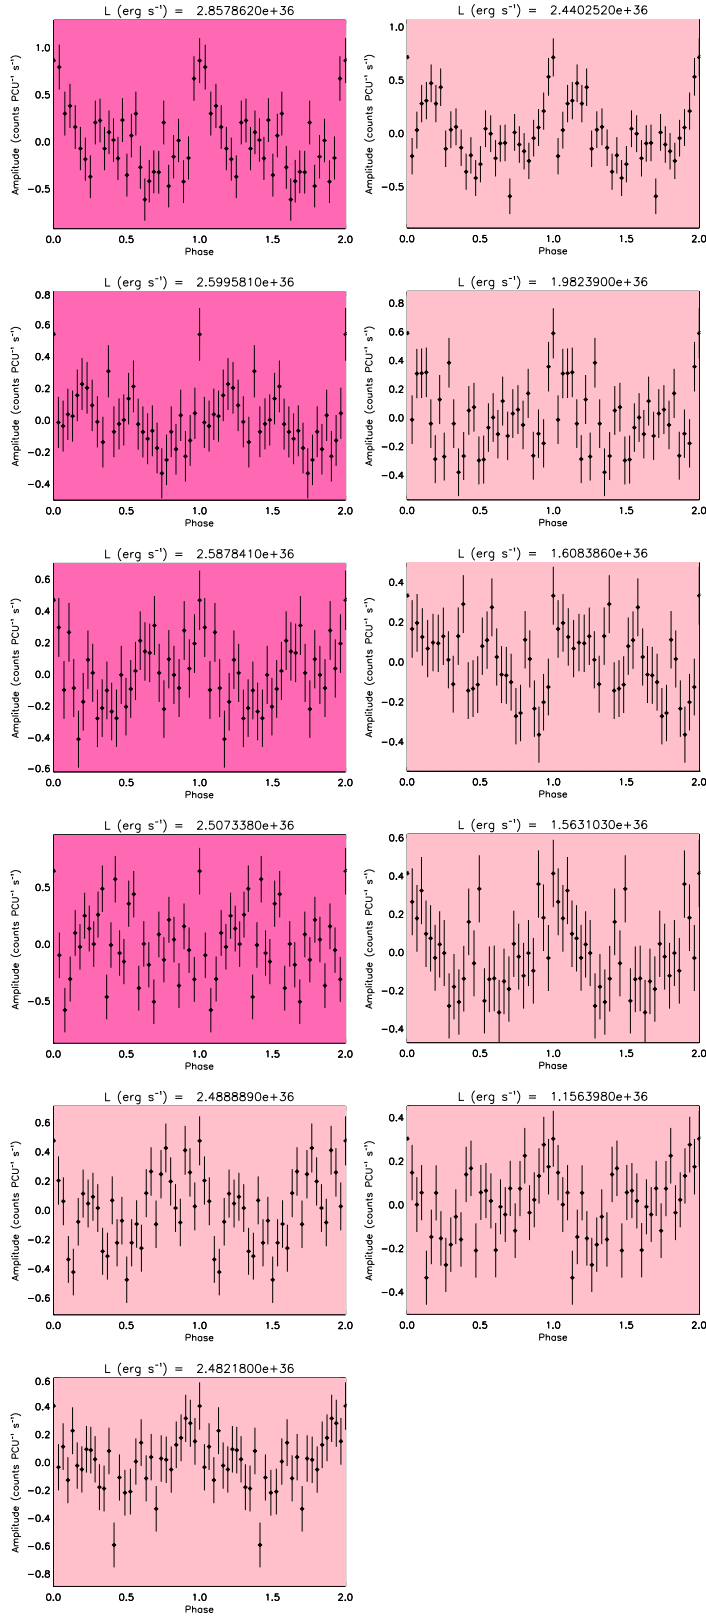 L (erg s⁻¹) = 2.8578620e+36
Amplitude (counts PCU⁻¹ s⁻¹)
1.0
0.5
0.0
−0.5
0.0 0.5 1.0 1.5 2.0
Phase
L (erg s⁻¹) = 2.5995810e+36
Amplitude (counts PCU⁻¹ s⁻¹)
0.8
0.6
0.4
0.2
0.0
−0.2
−0.4
0.0 0.5 1.0 1.5 2.0
Phase
L (erg s⁻¹) = 2.5878410e+36
Amplitude (counts PCU⁻¹ s⁻¹)
0.6
0.4
0.2
0.0
−0.2
−0.4
−0.6
0.0 0.5 1.0 1.5 2.0
Phase
L (erg s⁻¹) = 2.5073380e+36
Amplitude (counts PCU⁻¹ s⁻¹)
0.5
0.0
−0.5
0.0 0.5 1.0 1.5 2.0
Phase
L (erg s⁻¹) = 2.4888890e+36
Amplitude (counts PCU⁻¹ s⁻¹)
0.6
0.4
0.2
0.0
−0.2
−0.4
−0.6
0.0 0.5 1.0 1.5 2.0
Phase
L (erg s⁻¹) = 2.4821800e+36
Amplitude (counts PCU⁻¹ s⁻¹)
0.6
0.4
0.2
0.0
−0.2
−0.4
−0.6
−0.8
0.0 0.5 1.0 1.5 2.0
Phase
L (erg s⁻¹) = 2.4402520e+36
Amplitude (counts PCU⁻¹ s⁻¹)
1.0
0.5
0.0
−0.5
0.0 0.5 1.0 1.5 2.0
Phase
L (erg s⁻¹) = 1.9823900e+36
Amplitude (counts PCU⁻¹ s⁻¹)
0.8
0.6
0.4
0.2
0.0
−0.2
−0.4
0.0 0.5 1.0 1.5 2.0
Phase
L (erg s⁻¹) = 1.6083860e+36
Amplitude (counts PCU⁻¹ s⁻¹)
0.4
0.2
0.0
−0.2
−0.4
0.0 0.5 1.0 1.5 2.0
Phase
L (erg s⁻¹) = 1.5631030e+36
Amplitude (counts PCU⁻¹ s⁻¹)
0.6
0.4
0.2
0.0
−0.2
−0.4
0.0 0.5 1.0 1.5 2.0
Phase
L (erg s⁻¹) = 1.1563980e+36
Amplitude (counts PCU⁻¹ s⁻¹)
0.4
0.2
0.0
−0.2
−0.4
0.0 0.5 1.0 1.5 2.0
Phase